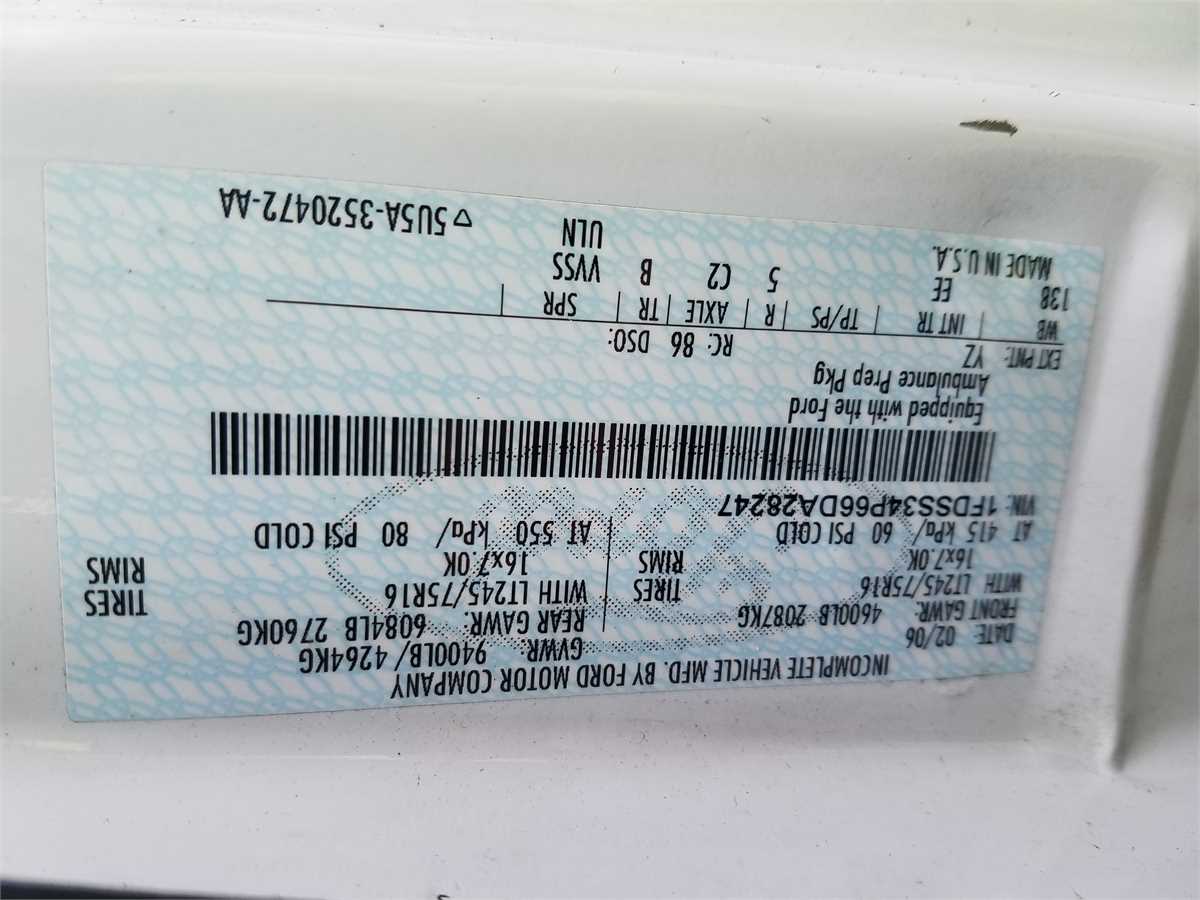 INCOMPLETE VEHICLE MFD. BY FORD MOTOR COMPANY
DATE: 02/06 GVWR: 9400LB/4264KG
FRONT GAWR: 4600LB 2087KG REAR GAWR: 6084LB 2760KG
WITH LT245/75R16 TIRES WITH LT245/75R16 TIRES
16x7.0K RIMS 16x7.0K RIMS
AT 415 kPa/ 60 PSI COLD AT 550 kPa/ 80 PSI COLD
VIN: 1FDSS34P66DA28247
Equipped with the Ford
Ambulance Prep Pkg
EXT PNT: YZ RC: 86 DSO:
WB INT TR TP/PS R AXLE TR SPR
138 EE 5 C2 B VVSS
MADE IN U.S.A. ULN
▽5U5A-3520472-AA